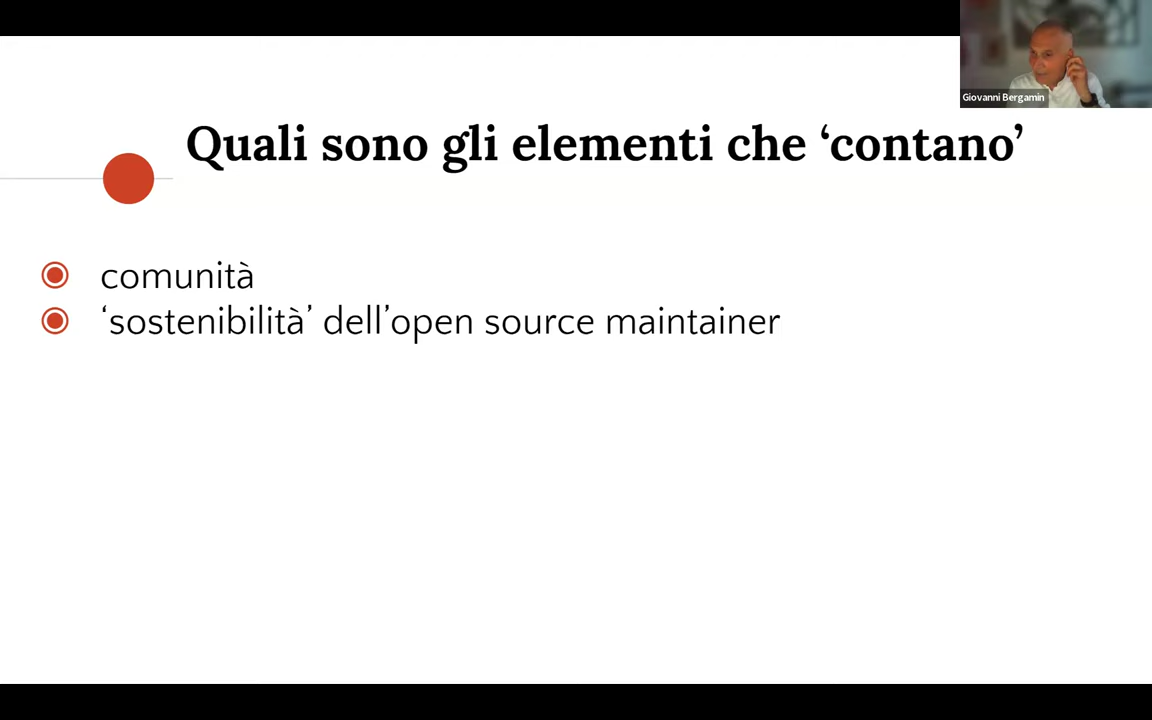 Giovanni Bergamin
Quali sono gli elementi che ‘contano’
comunità
‘sostenibilità’ dell’open source maintainer